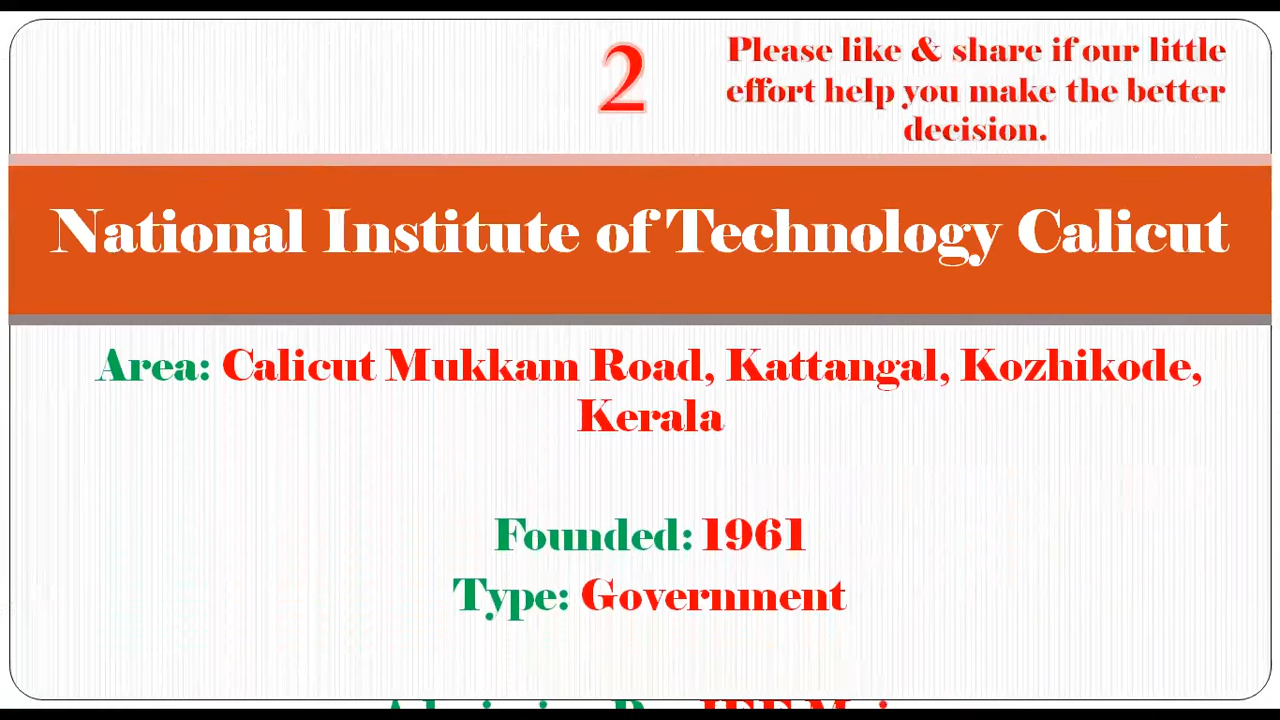 2
Please like & share if our little
effort help you make the better
decision.
National Institute of Technology Calicut
Area: Calicut Mukkam Road, Kattangal, Kozhikode,
Kerala
Founded: 1961
Type: Government